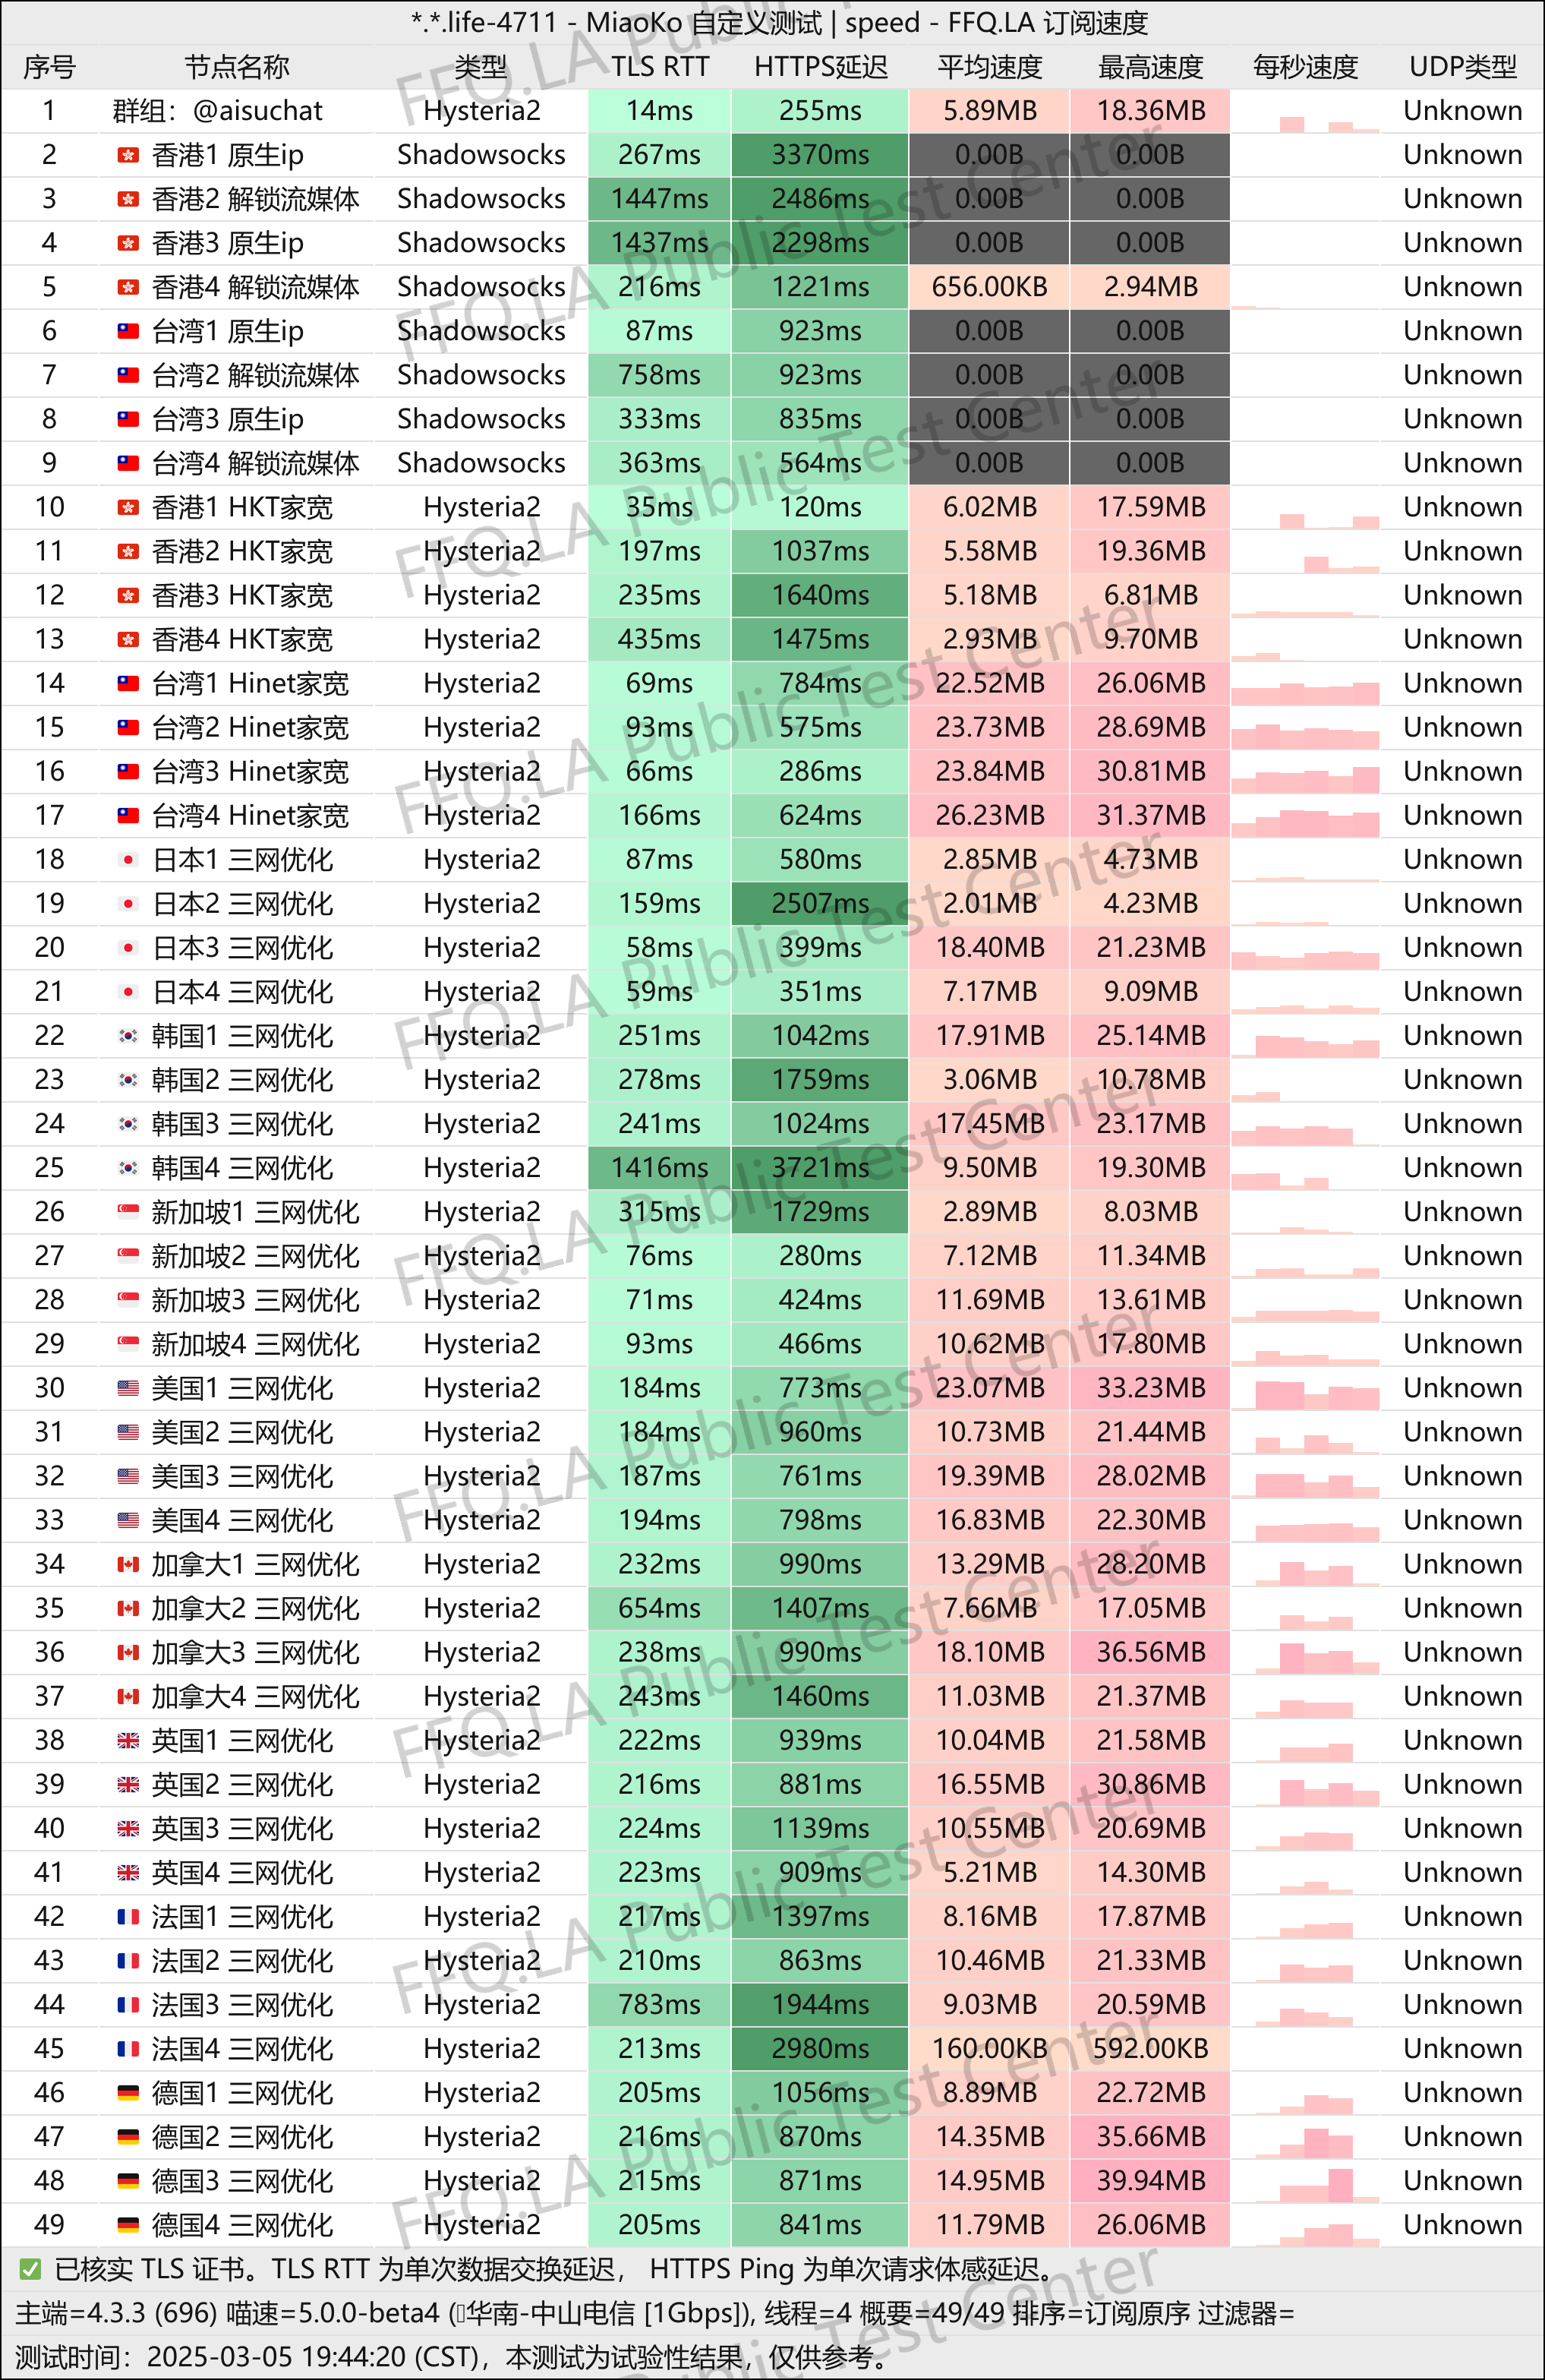 *.*.life-4711 - MiaoKo 自定义测试 | speed - FFQ.LA 订阅速度
序号 节点名称 类型 TLS RTT HTTPS延迟 平均速度 最高速度 每秒速度 UDP类型
1 群组：@aisuchat Hysteria2 14ms 255ms 5.89MB 18.36MB Unknown
2 香港1 原生ip Shadowsocks 267ms 3370ms 0.00B 0.00B Unknown
3 香港2 解锁流媒体 Shadowsocks 1447ms 2486ms 0.00B 0.00B Unknown
4 香港3 原生ip Shadowsocks 1437ms 2298ms 0.00B 0.00B Unknown
5 香港4 解锁流媒体 Shadowsocks 216ms 1221ms 656.00KB 2.94MB Unknown
6 台湾1 原生ip Shadowsocks 87ms 923ms 0.00B 0.00B Unknown
7 台湾2 解锁流媒体 Shadowsocks 758ms 923ms 0.00B 0.00B Unknown
8 台湾3 原生ip Shadowsocks 333ms 835ms 0.00B 0.00B Unknown
9 台湾4 解锁流媒体 Shadowsocks 363ms 564ms 0.00B 0.00B Unknown
10 香港1 HKT家宽 Hysteria2 35ms 120ms 6.02MB 17.59MB Unknown
11 香港2 HKT家宽 Hysteria2 197ms 1037ms 5.58MB 19.36MB Unknown
12 香港3 HKT家宽 Hysteria2 235ms 1640ms 5.18MB 6.81MB Unknown
13 香港4 HKT家宽 Hysteria2 435ms 1475ms 2.93MB 9.70MB Unknown
14 台湾1 Hinet家宽 Hysteria2 69ms 784ms 22.52MB 26.06MB Unknown
15 台湾2 Hinet家宽 Hysteria2 93ms 575ms 23.73MB 28.69MB Unknown
16 台湾3 Hinet家宽 Hysteria2 66ms 286ms 23.84MB 30.81MB Unknown
17 台湾4 Hinet家宽 Hysteria2 166ms 624ms 26.23MB 31.37MB Unknown
18 日本1 三网优化 Hysteria2 87ms 580ms 2.85MB 4.73MB Unknown
19 日本2 三网优化 Hysteria2 159ms 2507ms 2.01MB 4.23MB Unknown
20 日本3 三网优化 Hysteria2 58ms 399ms 18.40MB 21.23MB Unknown
21 日本4 三网优化 Hysteria2 59ms 351ms 7.17MB 9.09MB Unknown
22 韩国1 三网优化 Hysteria2 251ms 1042ms 17.91MB 25.14MB Unknown
23 韩国2 三网优化 Hysteria2 278ms 1759ms 3.06MB 10.78MB Unknown
24 韩国3 三网优化 Hysteria2 241ms 1024ms 17.45MB 23.17MB Unknown
25 韩国4 三网优化 Hysteria2 1416ms 3721ms 9.50MB 19.30MB Unknown
26 新加坡1 三网优化 Hysteria2 315ms 1729ms 2.89MB 8.03MB Unknown
27 新加坡2 三网优化 Hysteria2 76ms 280ms 7.12MB 11.34MB Unknown
28 新加坡3 三网优化 Hysteria2 71ms 424ms 11.69MB 13.61MB Unknown
29 新加坡4 三网优化 Hysteria2 93ms 466ms 10.62MB 17.80MB Unknown
30 美国1 三网优化 Hysteria2 184ms 773ms 23.07MB 33.23MB Unknown
31 美国2 三网优化 Hysteria2 184ms 960ms 10.73MB 21.44MB Unknown
32 美国3 三网优化 Hysteria2 187ms 761ms 19.39MB 28.02MB Unknown
33 美国4 三网优化 Hysteria2 194ms 798ms 16.83MB 22.30MB Unknown
34 加拿大1 三网优化 Hysteria2 232ms 990ms 13.29MB 28.20MB Unknown
35 加拿大2 三网优化 Hysteria2 654ms 1407ms 7.66MB 17.05MB Unknown
36 加拿大3 三网优化 Hysteria2 238ms 990ms 18.10MB 36.56MB Unknown
37 加拿大4 三网优化 Hysteria2 243ms 1460ms 11.03MB 21.37MB Unknown
38 英国1 三网优化 Hysteria2 222ms 939ms 10.04MB 21.58MB Unknown
39 英国2 三网优化 Hysteria2 216ms 881ms 16.55MB 30.86MB Unknown
40 英国3 三网优化 Hysteria2 224ms 1139ms 10.55MB 20.69MB Unknown
41 英国4 三网优化 Hysteria2 223ms 909ms 5.21MB 14.30MB Unknown
42 法国1 三网优化 Hysteria2 217ms 1397ms 8.16MB 17.87MB Unknown
43 法国2 三网优化 Hysteria2 210ms 863ms 10.46MB 21.33MB Unknown
44 法国3 三网优化 Hysteria2 783ms 1944ms 9.03MB 20.59MB Unknown
45 法国4 三网优化 Hysteria2 213ms 2980ms 160.00KB 592.00KB Unknown
46 德国1 三网优化 Hysteria2 205ms 1056ms 8.89MB 22.72MB Unknown
47 德国2 三网优化 Hysteria2 216ms 870ms 14.35MB 35.66MB Unknown
48 德国3 三网优化 Hysteria2 215ms 871ms 14.95MB 39.94MB Unknown
49 德国4 三网优化 Hysteria2 205ms 841ms 11.79MB 26.06MB Unknown
✅ 已核实 TLS 证书。TLS RTT 为单次数据交换延迟， HTTPS Ping 为单次请求体感延迟。
主端=4.3.3 (696) 喵速=5.0.0-beta4 (华南-中山电信 [1Gbps]), 线程=4 概要=49/49 排序=订阅原序 过滤器=
测试时间：2025-03-05 19:44:20 (CST)，本测试为试验性结果，仅供参考。
FFQ.LA Public Test Center